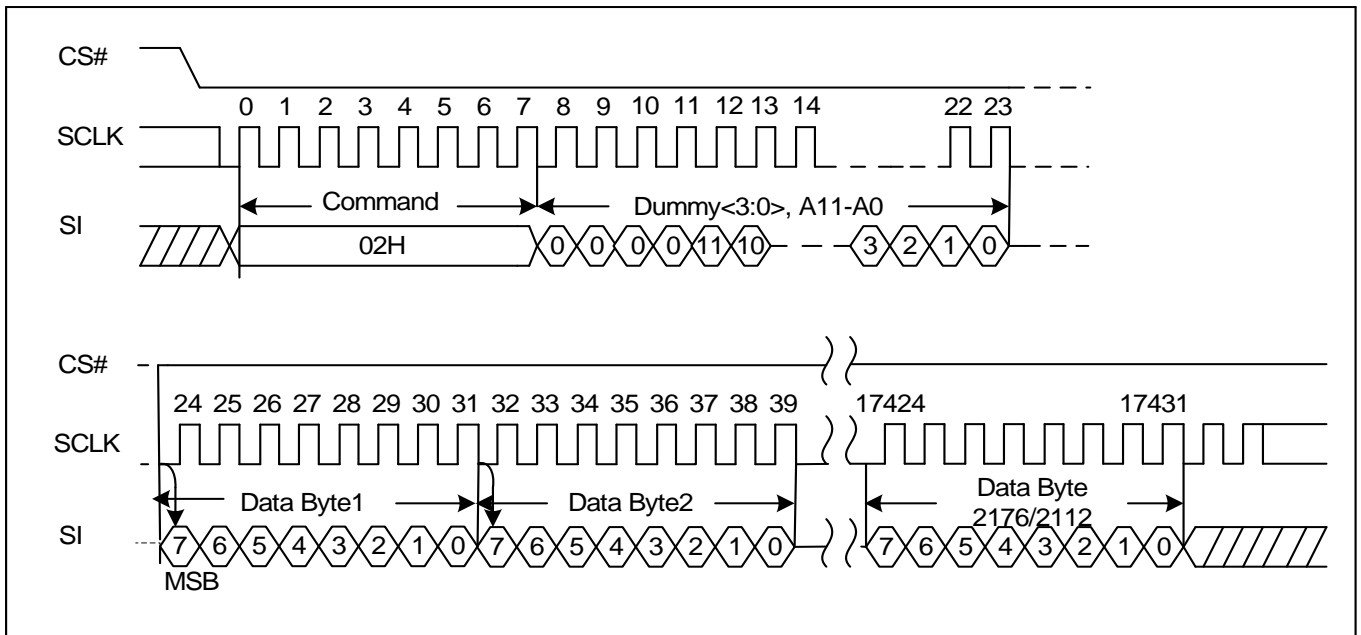 CS#
0 1 2 3 4 5 6 7 8 9 10 11 12 13 14 22 23
SCLK
Command Dummy<3:0>, A11-A0
SI
02H 0 0 0 0 11 10 3 2 1 0
CS#
24 25 26 27 28 29 30 31 32 33 34 35 36 37 38 39 17424 17431
SCLK
Data Byte1 Data Byte2 Data Byte
2176/2112
SI 7 6 5 4 3 2 1 0 7 6 5 4 3 2 1 0 7 6 5 4 3 2 1 0
MSB